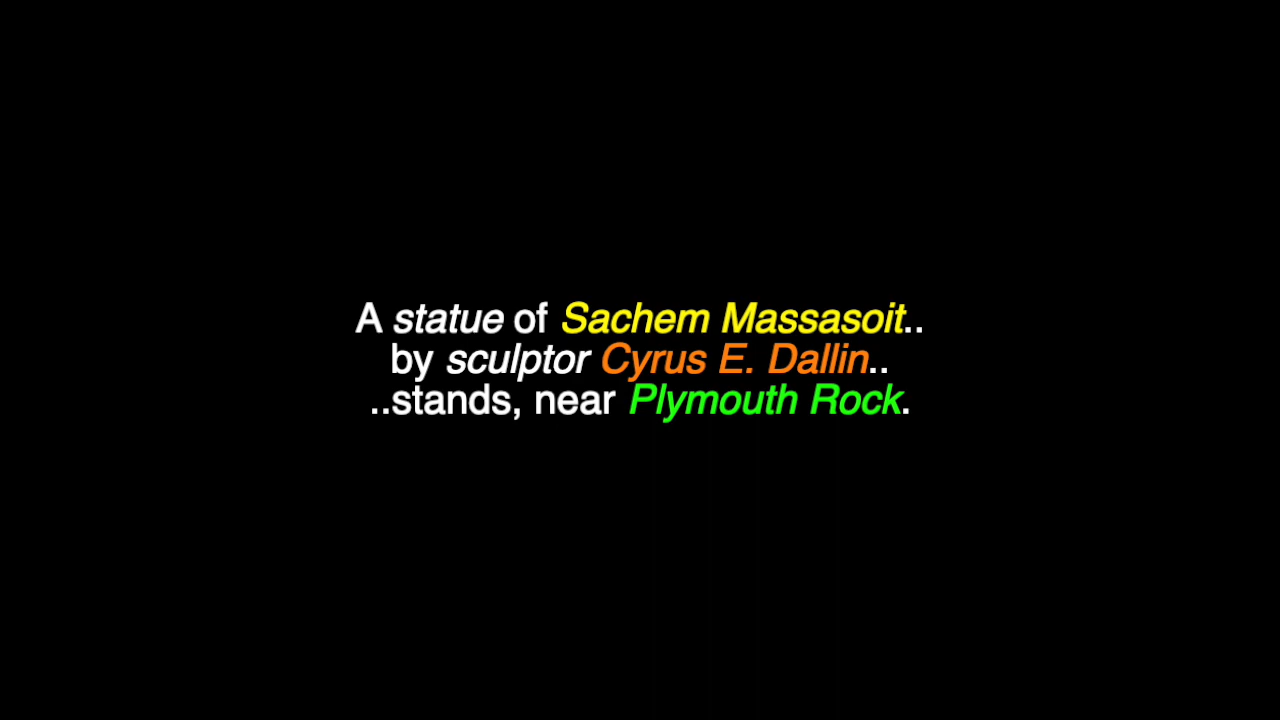 A statue of Sachem Massasoit..
by sculptor Cyrus E. Dallin..
..stands, near Plymouth Rock.